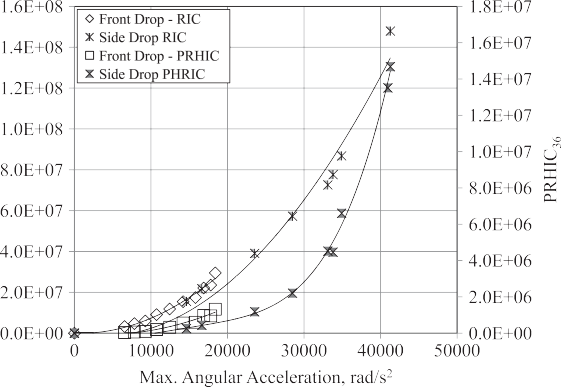 1.6E+08
1.4E+08
1.2E+08
1.0E+08
8.0E+07
6.0E+07
4.0E+07
2.0E+07
0.0E+00
Front Drop - RIC
Side Drop RIC
Front Drop - PRHIC
Side Drop PHRIC
1.8E+07
1.6E+07
1.4E+07
1.2E+07
1.0E+07
8.0E+06
6.0E+06
4.0E+06
2.0E+06
0.0E+00
PRHIC36
0
10000
20000
30000
40000
50000
Max. Angular Acceleration, rad/s²